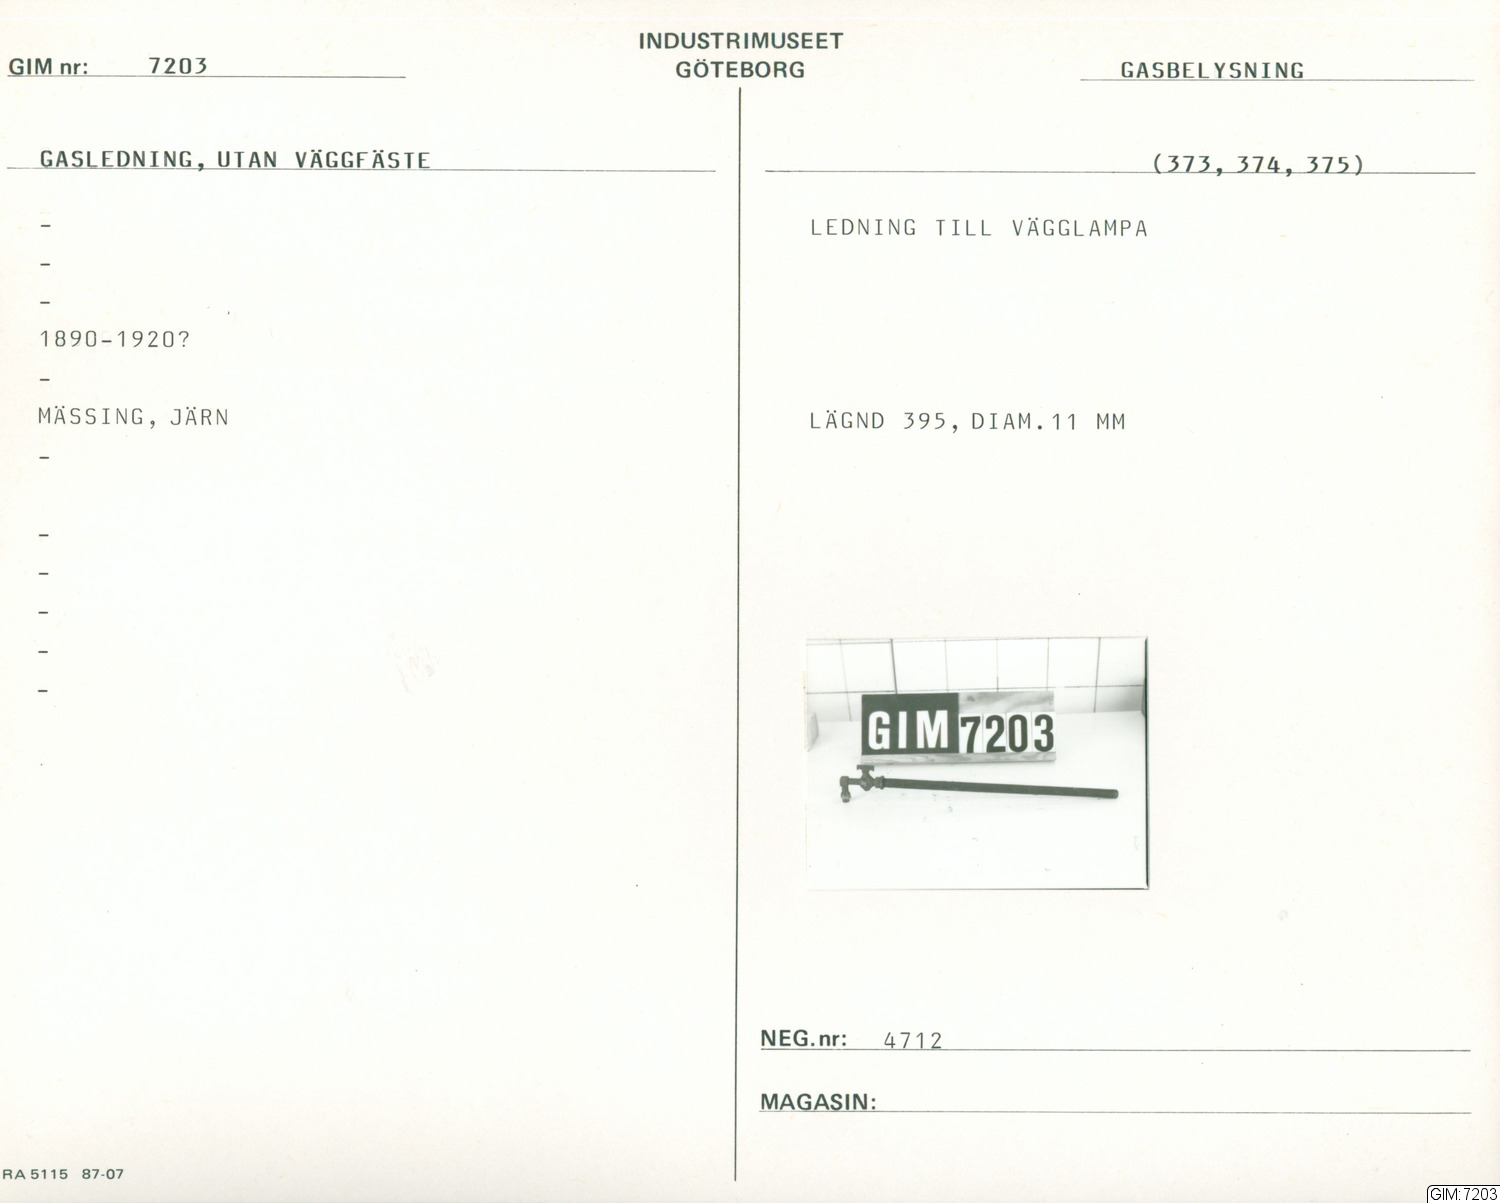 INDUSTRIMUSEET
GÖTEBORG
GIM nr: 7203
GASBELYSNING
GASLEDNING, UTAN VÄGGFÄSTE
(373, 374, 375)
-
-
-
1890-1920?
-
MÄSSING, JÄRN
-
-
-
-
-
-
LEDNING TILL VÄGGLAMPA
LÄGND 395, DIAM.11 MM
GIM 7203
NEG.nr: 4712
MAGASIN:
RA 5115 87-07
GIM:7203